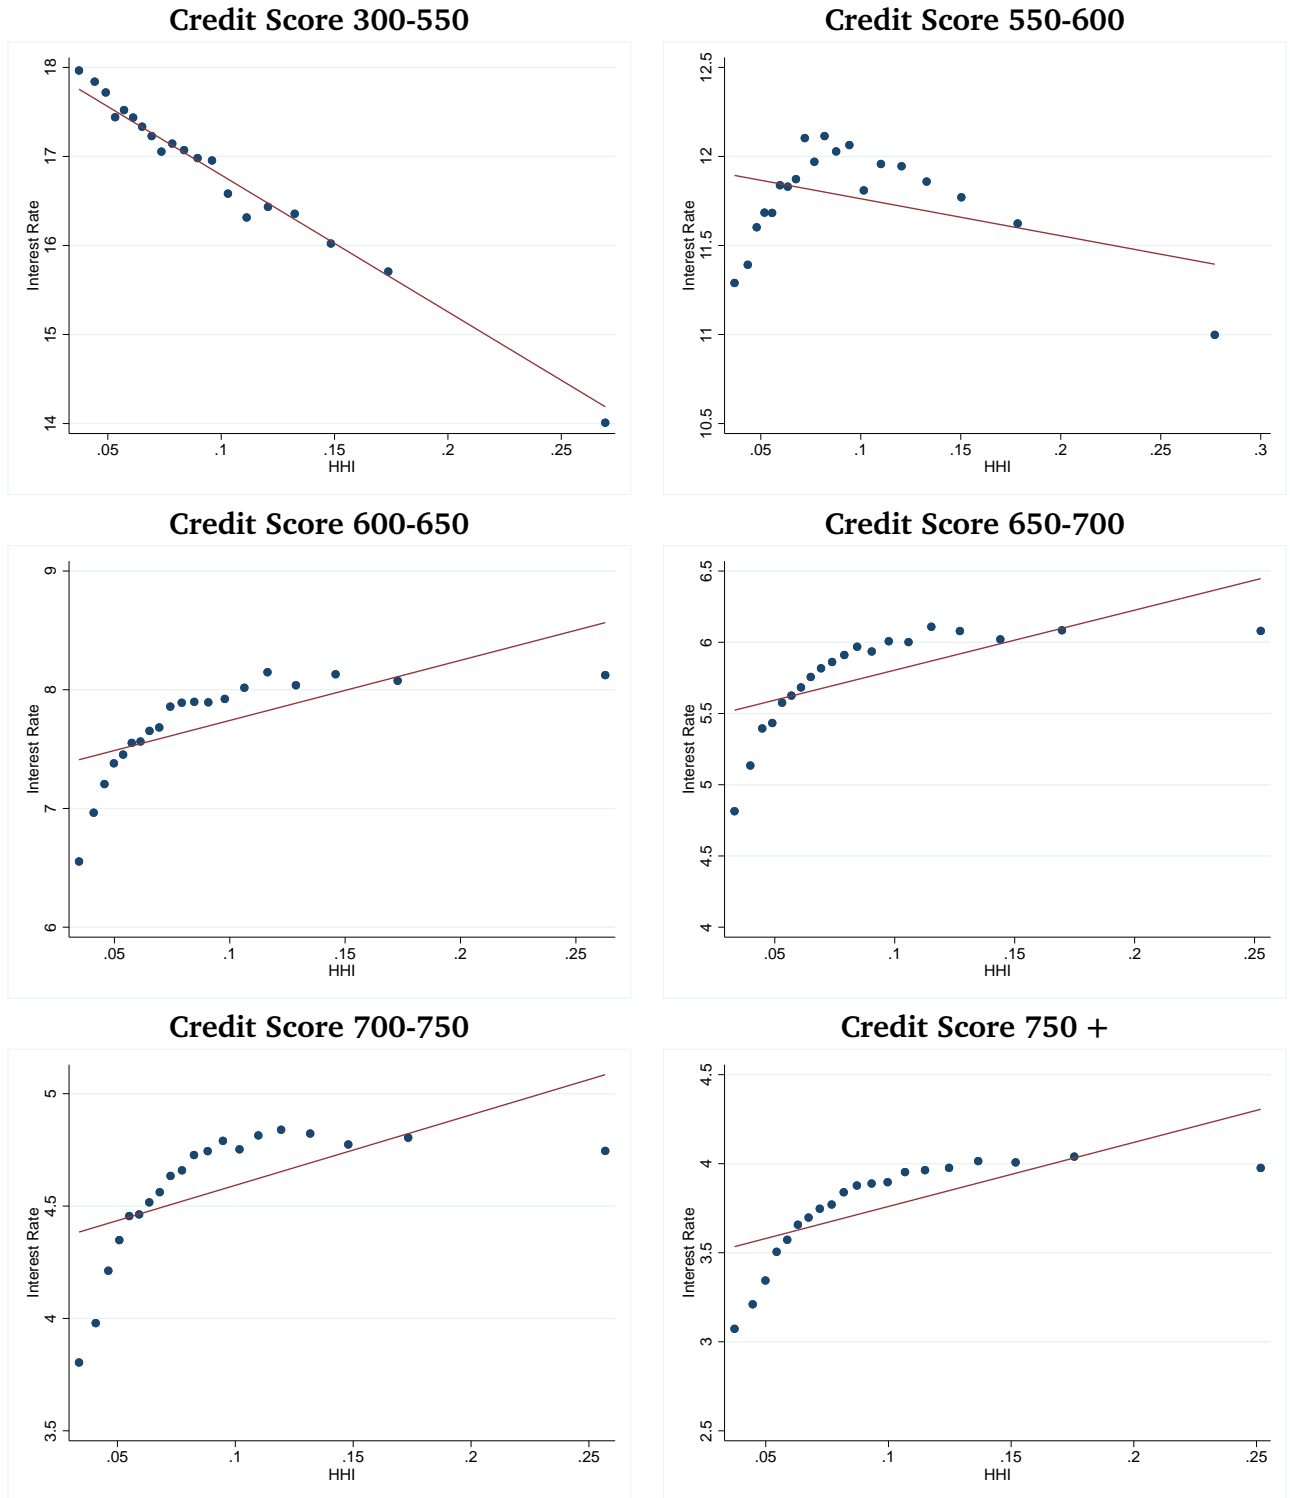 Credit Score 300-550
Interest Rate
18
17
16
15
14
.05 .1 .15 .2 .25
HHI
Credit Score 550-600
Interest Rate
12.5
12
11.5
11
10.5
.05 .1 .15 .2 .25 .3
HHI
Credit Score 600-650
Interest Rate
9
8
7
6
.05 .1 .15 .2 .25
HHI
Credit Score 650-700
Interest Rate
6.5
6
5.5
5
4.5
4
.05 .1 .15 .2 .25
HHI
Credit Score 700-750
Interest Rate
5
4.5
4
3.5
.05 .1 .15 .2 .25
HHI
Credit Score 750 +
Interest Rate
4.5
4
3.5
3
2.5
.05 .1 .15 .2 .25
HHI